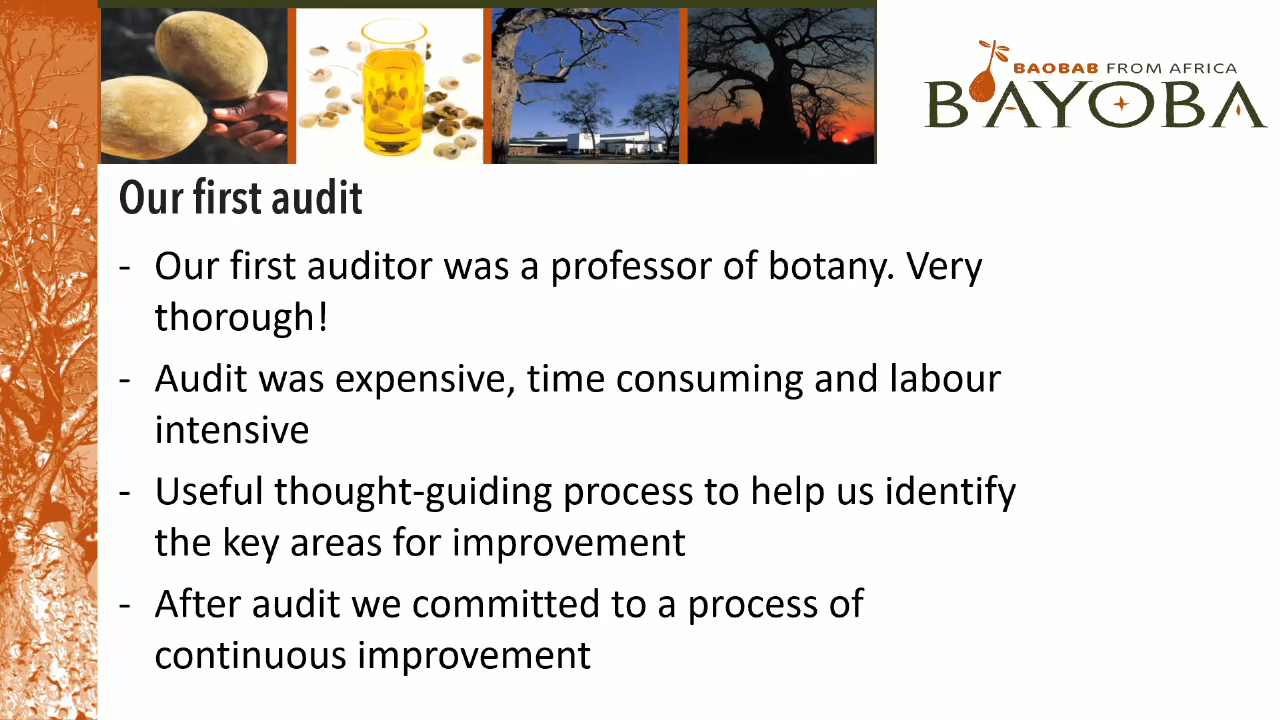 BAOBAB FROM AFRICA
BAYOBA
Our first audit
- Our first auditor was a professor of botany. Very
thorough!
- Audit was expensive, time consuming and labour
intensive
- Useful thought-guiding process to help us identify
the key areas for improvement
- After audit we committed to a process of
continuous improvement